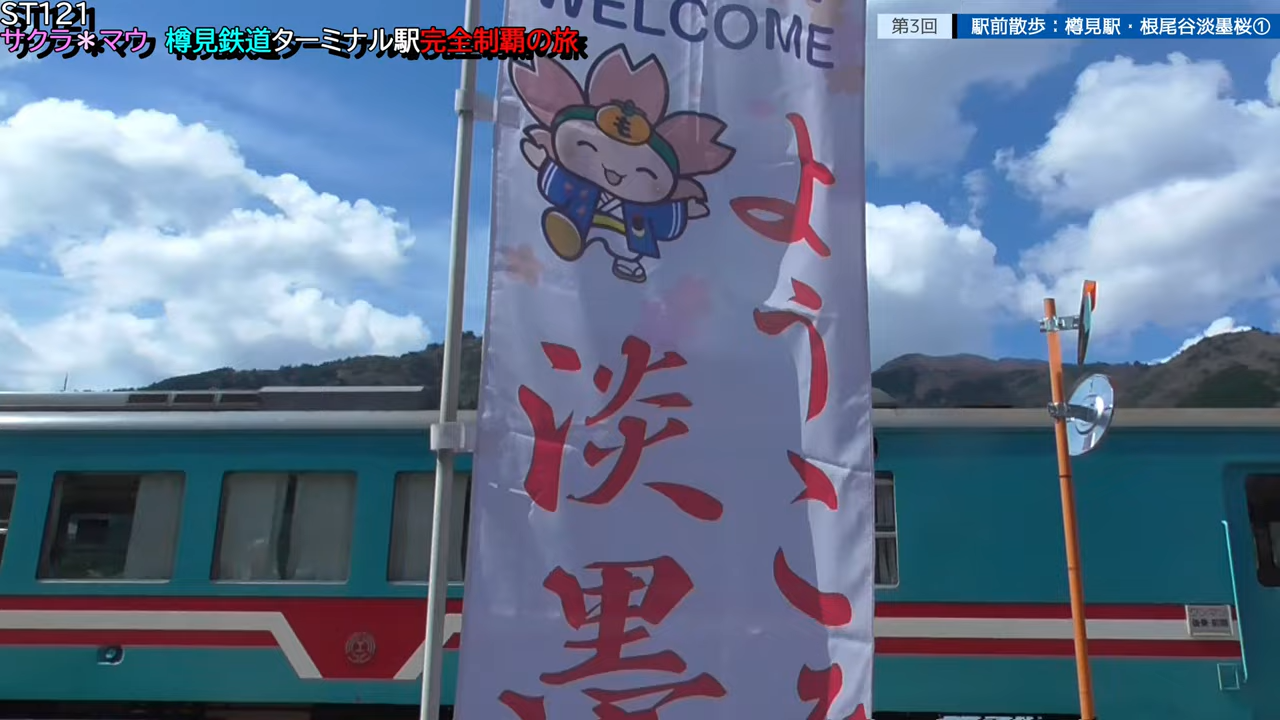 ST121
サクラ＊マウ 樽見鉄道ターミナル駅完全制覇の旅
第3回 駅前散歩：樽見駅・根尾谷淡墨桜①
WELCOME
ようこそ
淡墨